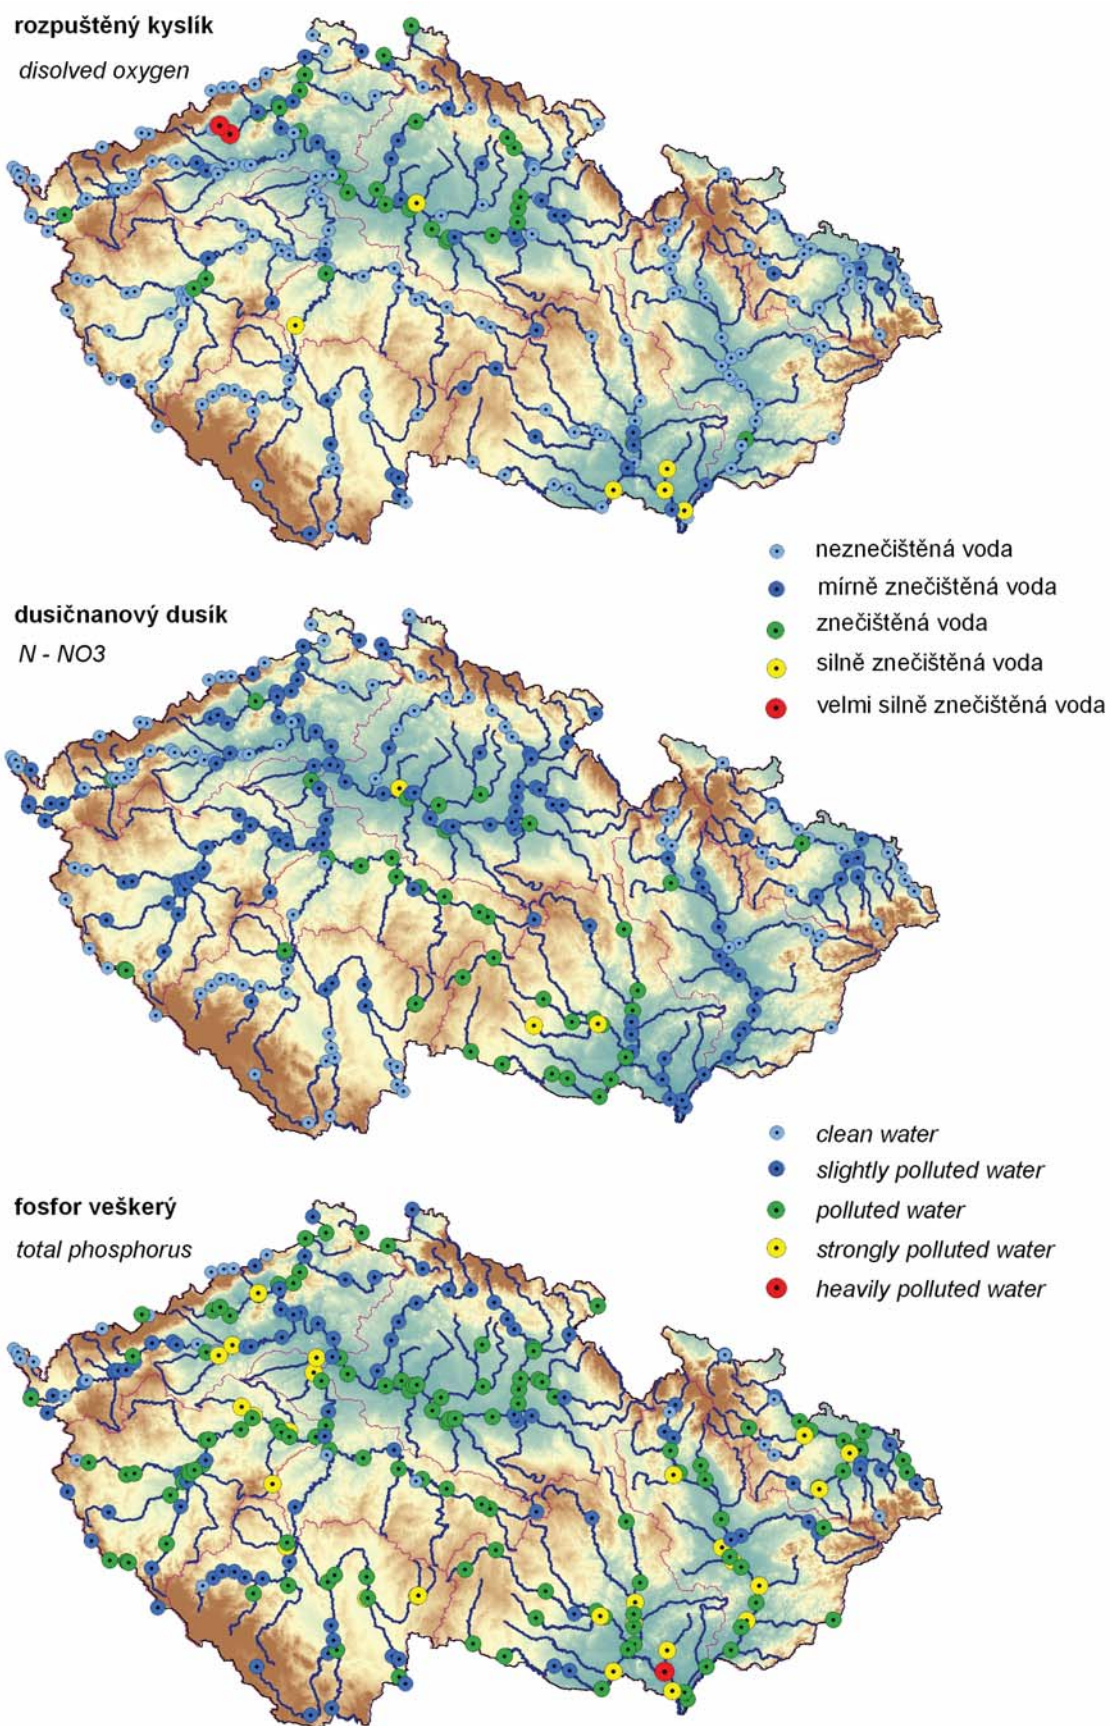 rozpuštěný kyslík
disolved oxygen
neznečištěná voda
mírně znečištěná voda
znečištěná voda
silně znečištěná voda
velmi silně znečištěná voda
dusičnanový dusík
N - NO3
clean water
slightly polluted water
polluted water
strongly polluted water
heavily polluted water
fosfor veškerý
total phosphorus